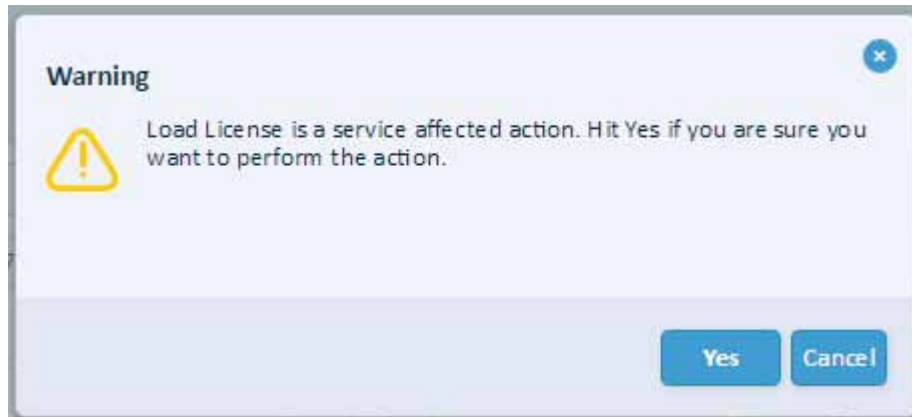 Warning
Load License is a service affected action. Hit Yes if you are sure you
want to perform the action.
Yes
Cancel